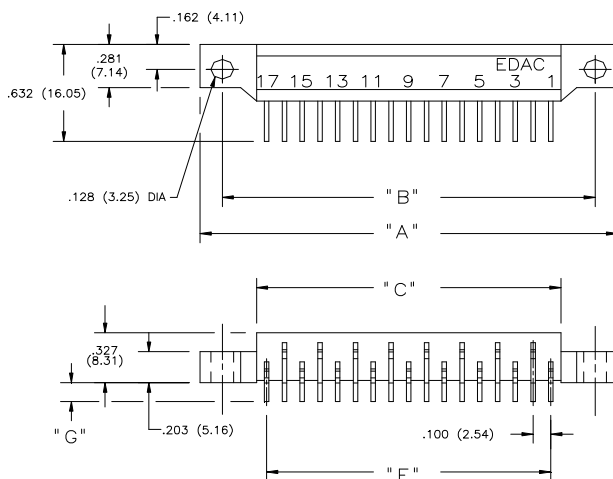 .162 (4.11)
.281
(7.14)
.632 (16.05)
EDAC
17 15 13 11 9 7 5 3 1
.128 (3.25) DIA
"B"
"A"
"C"
.327
(8.31)
"G"
.203 (5.16)
.100 (2.54)
"F"